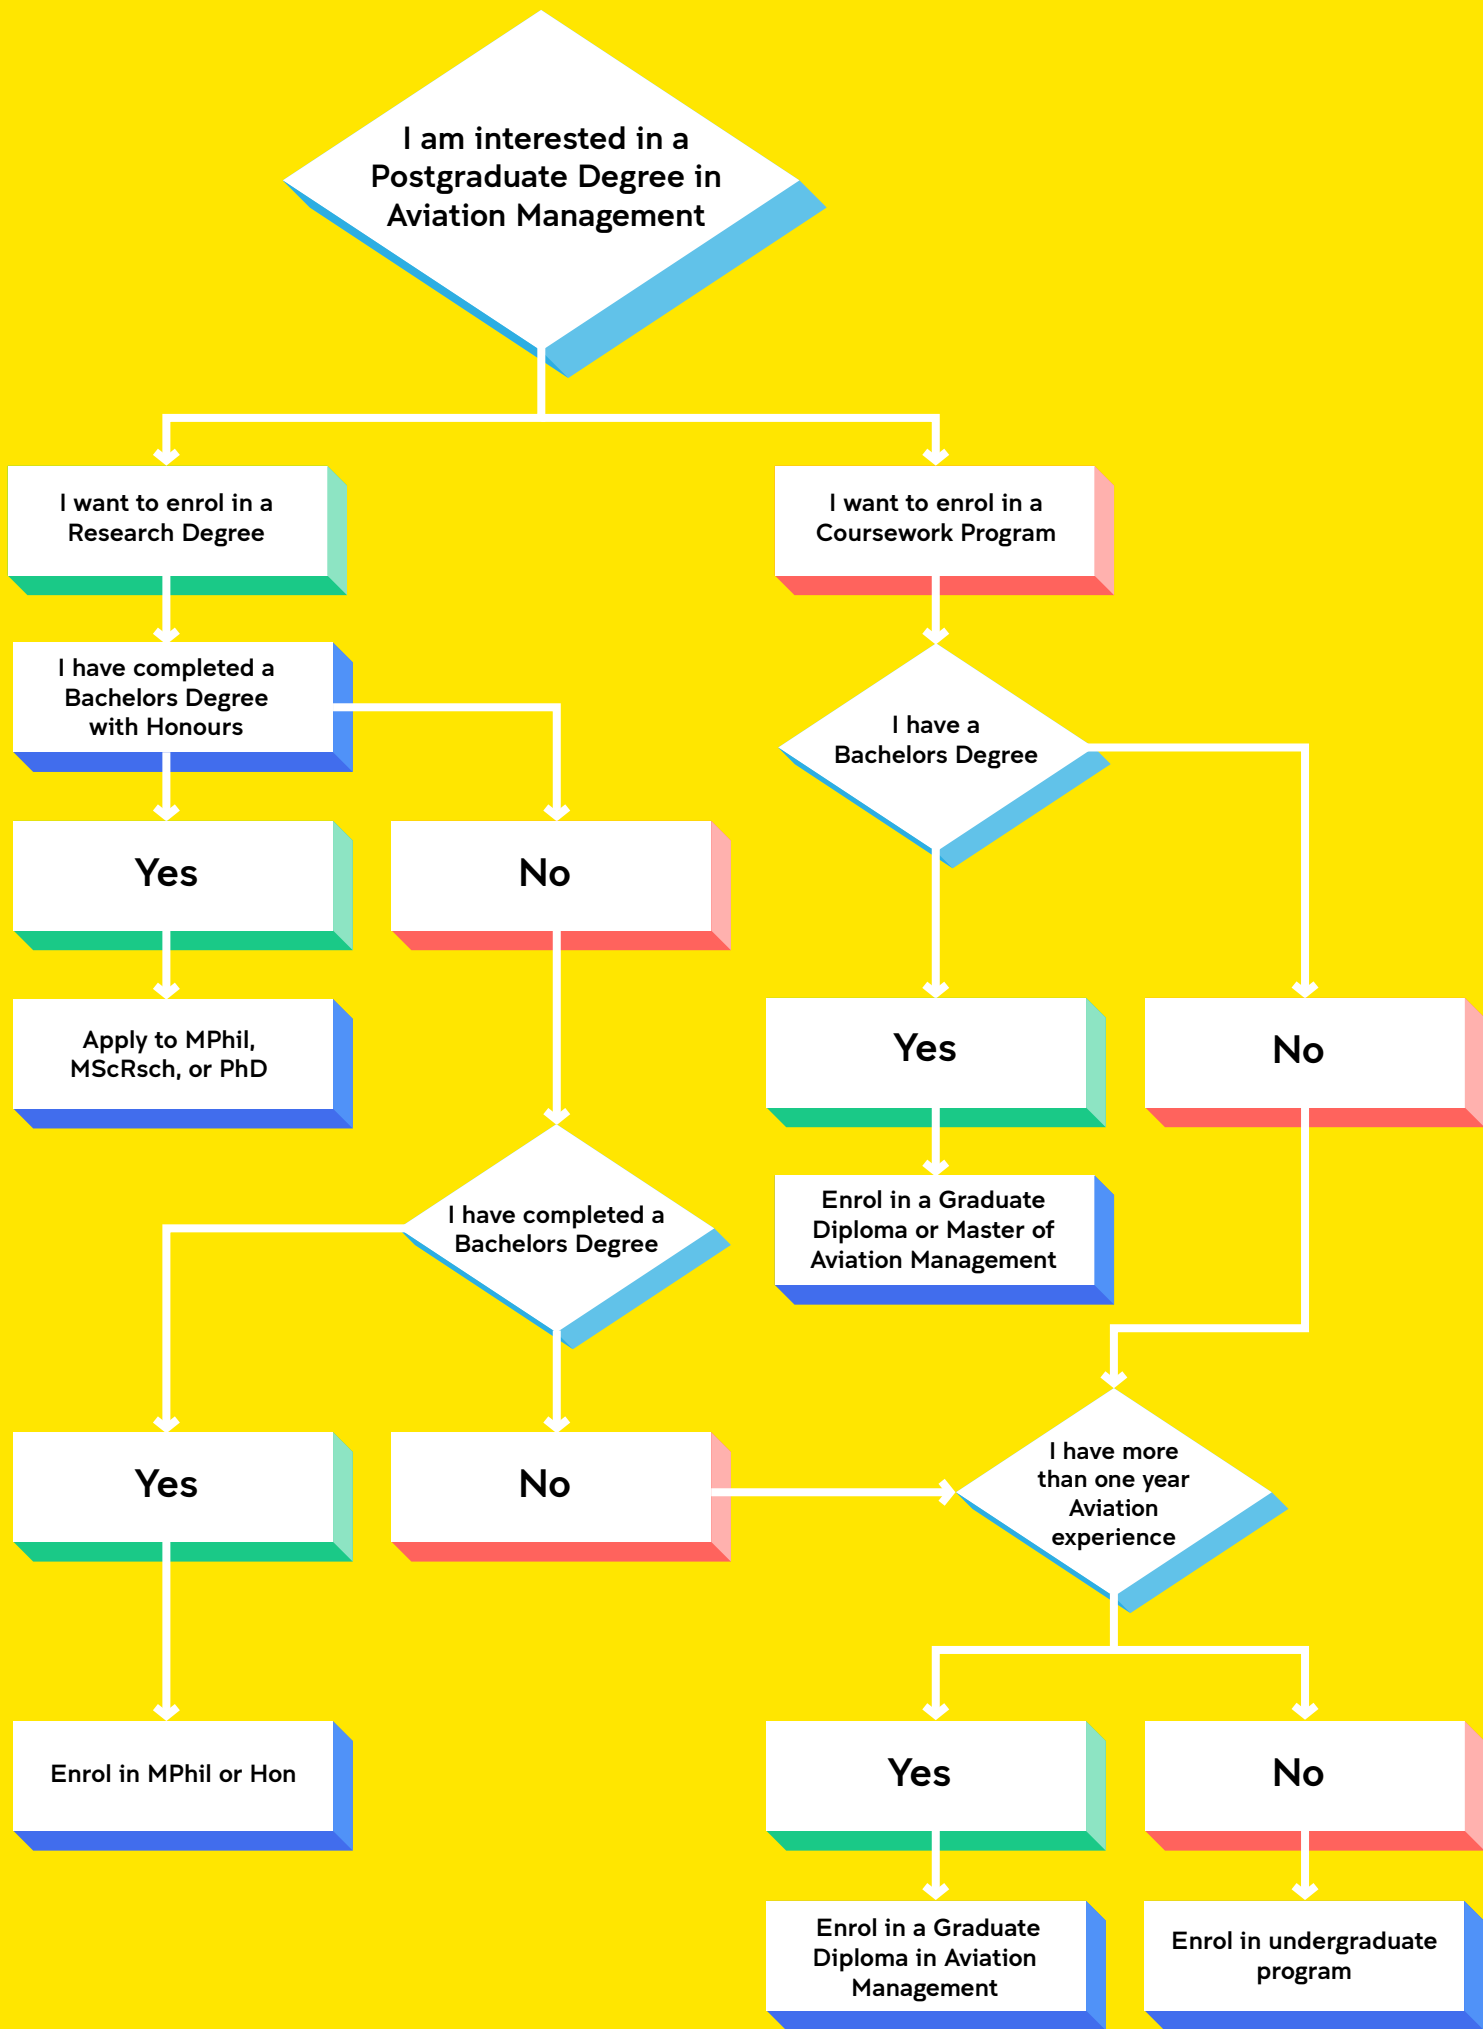 I am interested in a
Postgraduate Degree in
Aviation Management
I want to enrol in a
Research Degree
I want to enrol in a
Coursework Program
I have completed a
Bachelors Degree
with Honours
I have a
Bachelors Degree
Yes
No
Apply to MPhil,
MScRsch, or PhD
Yes
No
I have completed a
Bachelors Degree
Enrol in a Graduate
Diploma or Master of
Aviation Management
Yes
No
I have more
than one year
Aviation
experience
Enrol in MPhil or Hon
Yes
No
Enrol in a Graduate
Diploma in Aviation
Management
Enrol in undergraduate
program